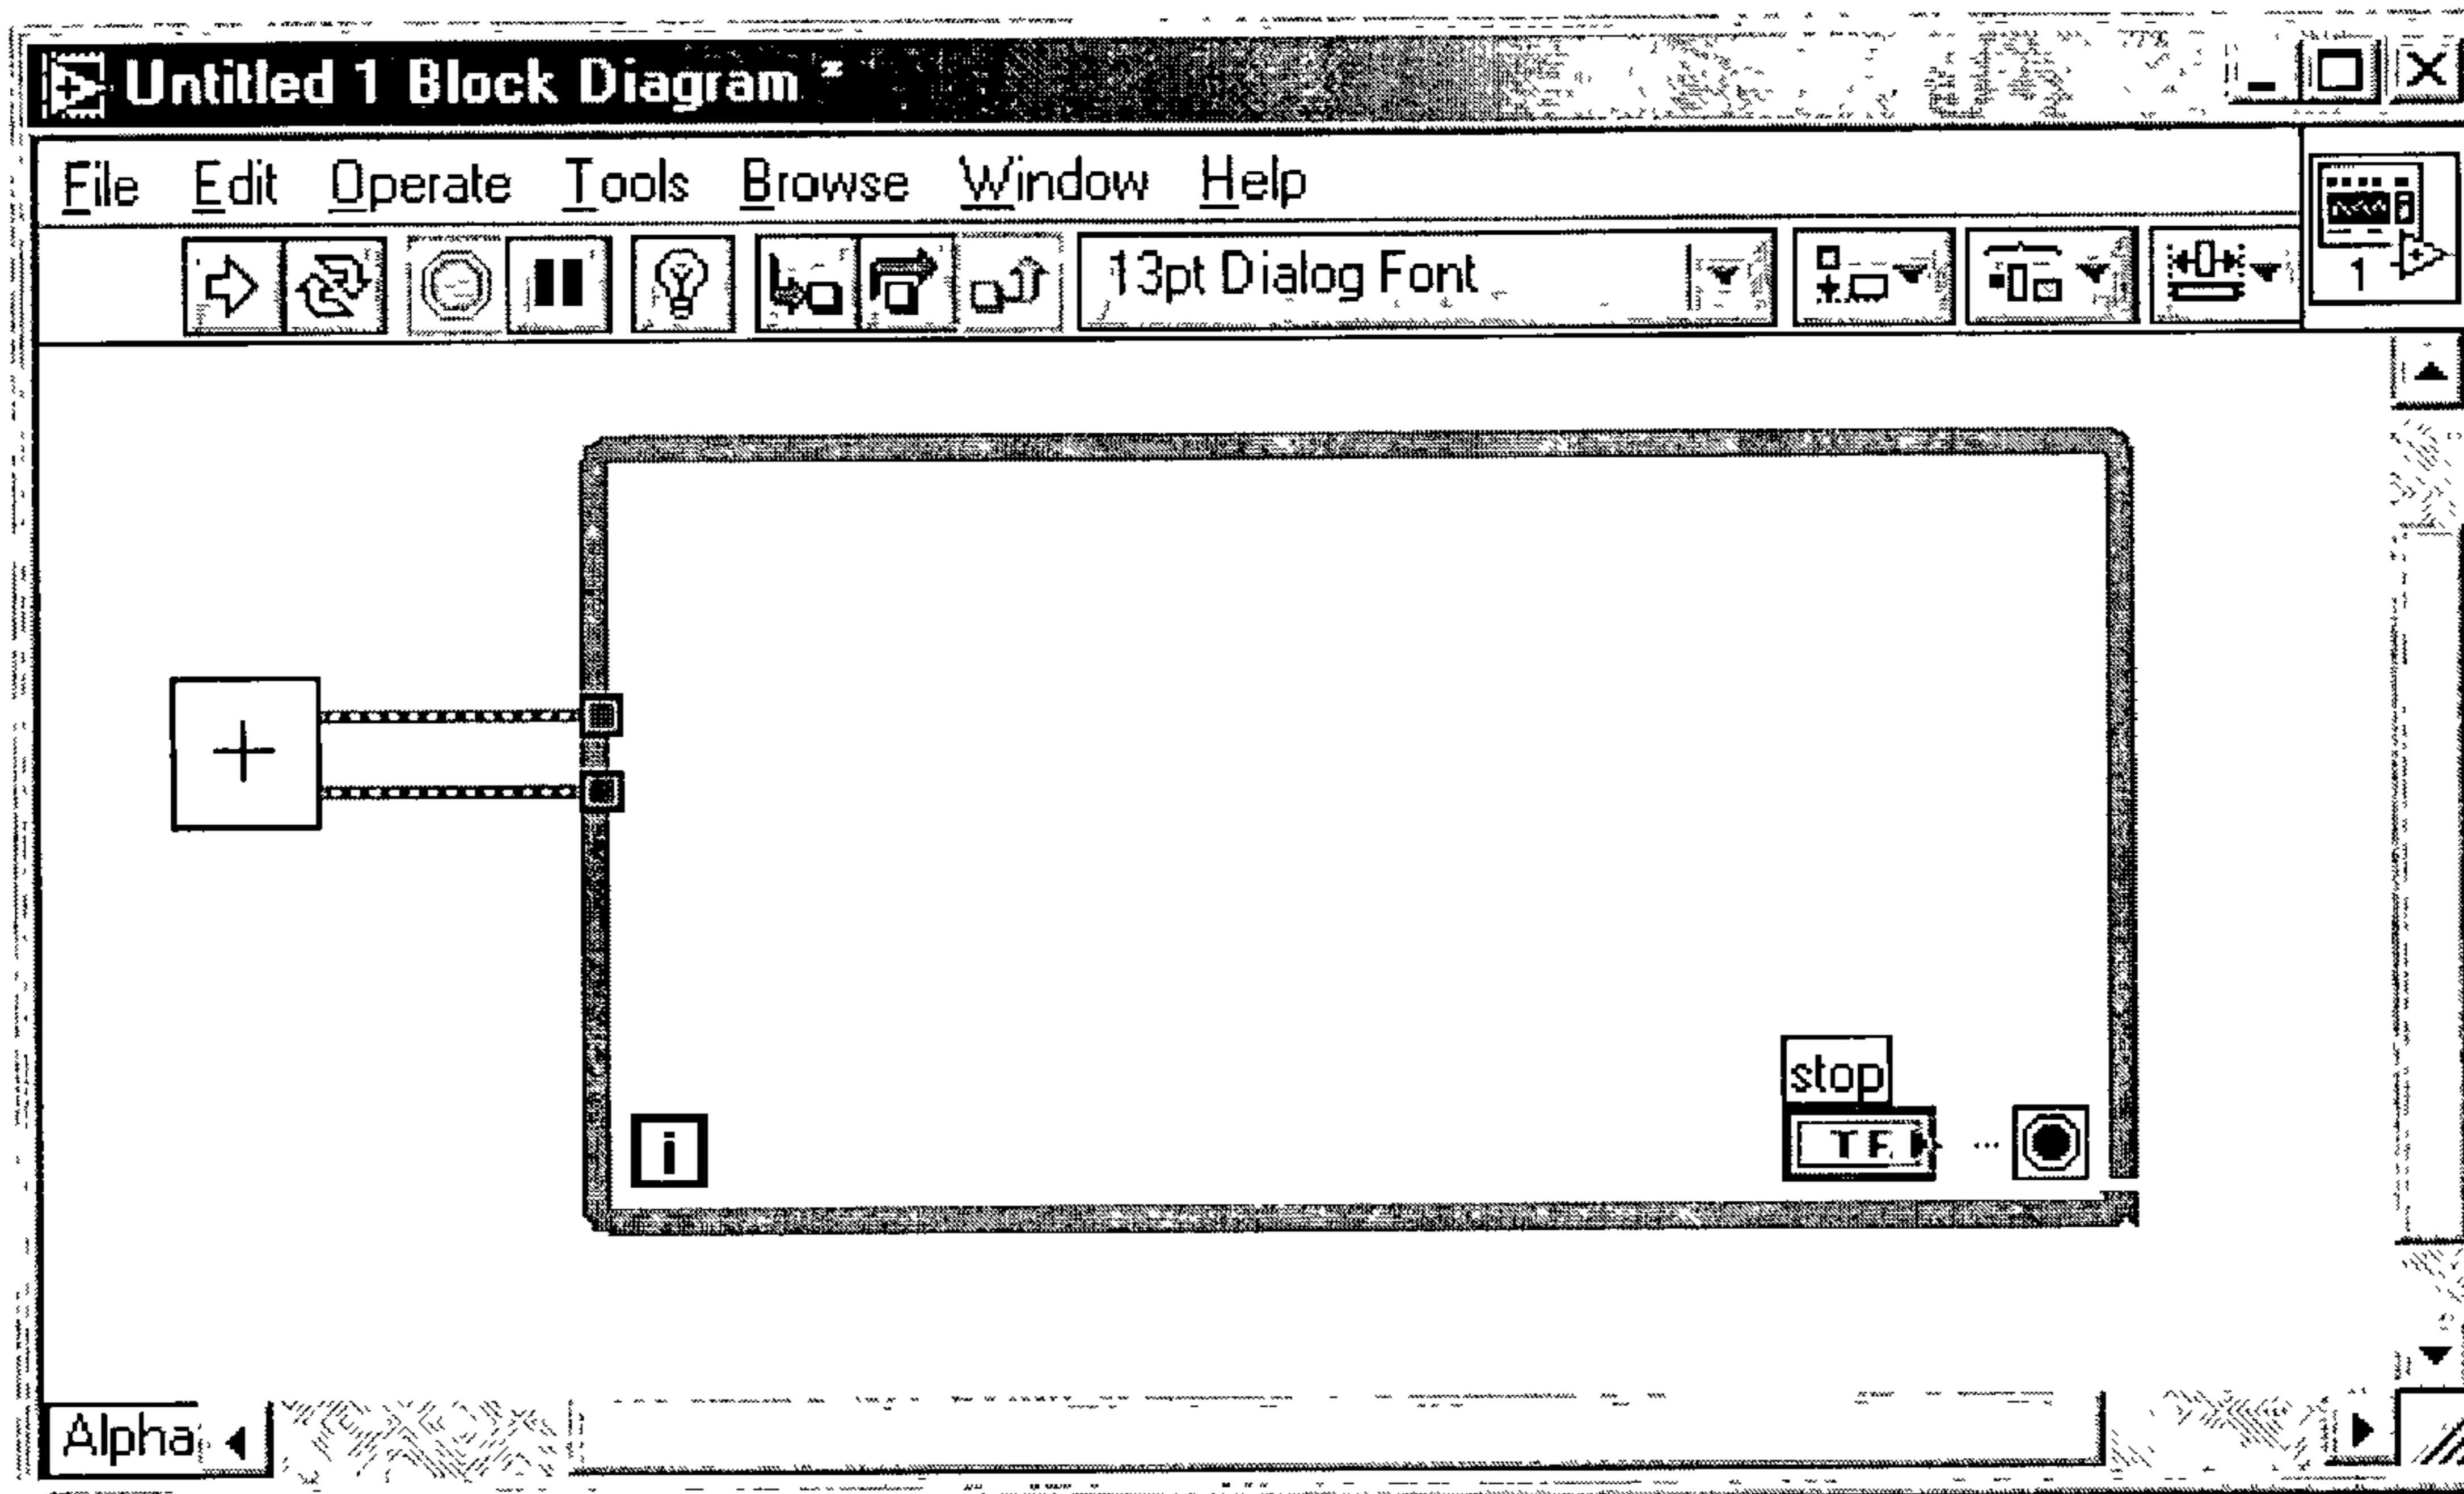 Untitled 1 Block Diagram *
File Edit Operate Tools Browse Window Help
13pt Dialog Font
1
stop
TF
i
Alpha